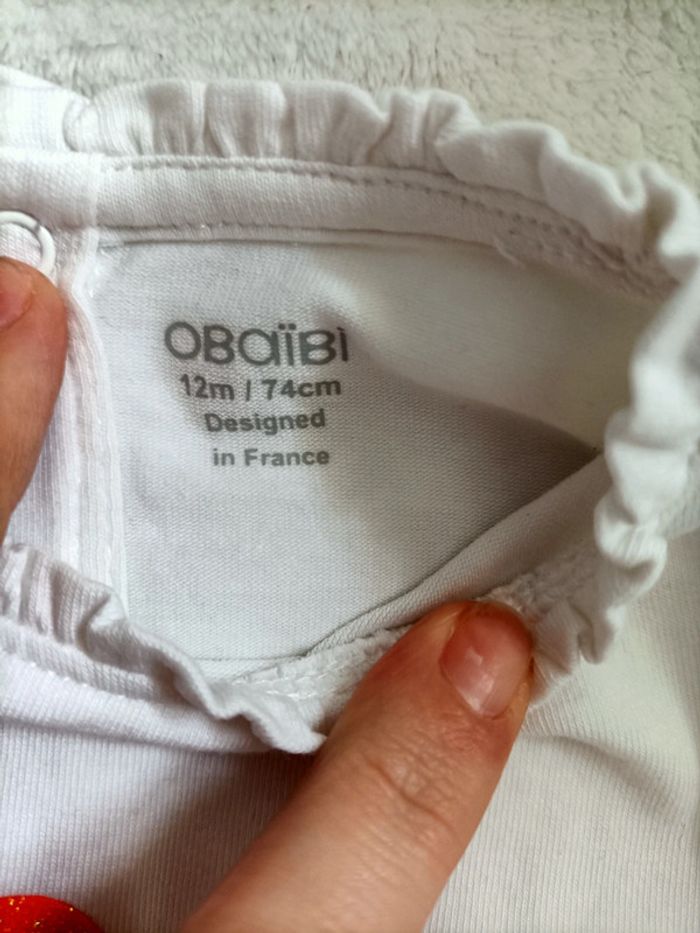 OBaïBi
12m / 74cm
Designed
in France